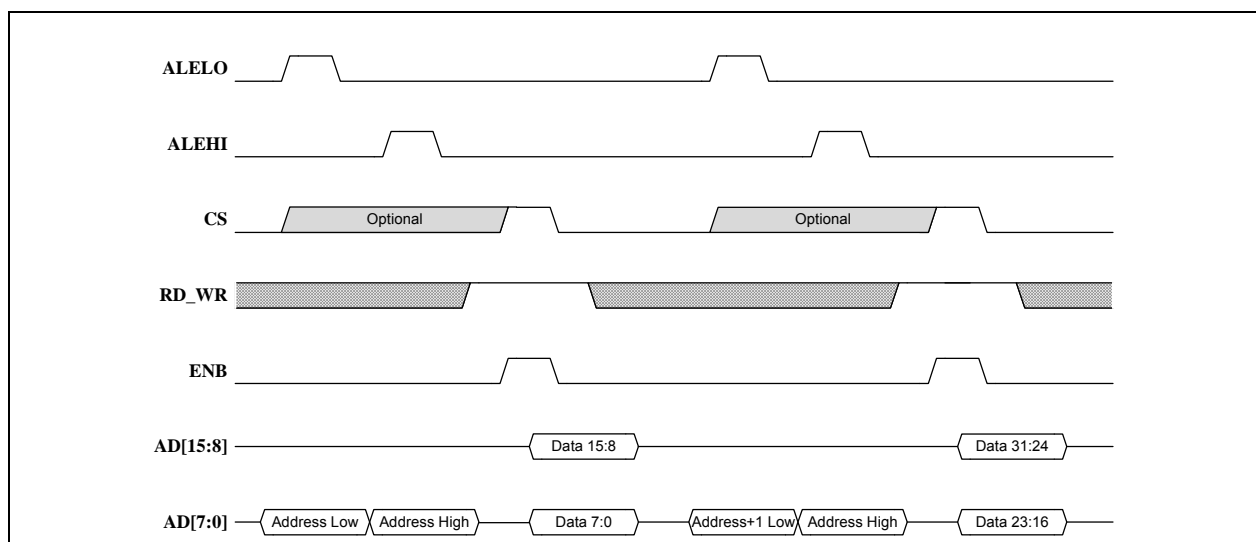 ALELO
ALEHI
CS Optional Optional
RD_WR
ENB
AD[15:8] Data 15:8 Data 31:24
AD[7:0] Address Low Address High Data 7:0 Address+1 Low Address High Data 23:16